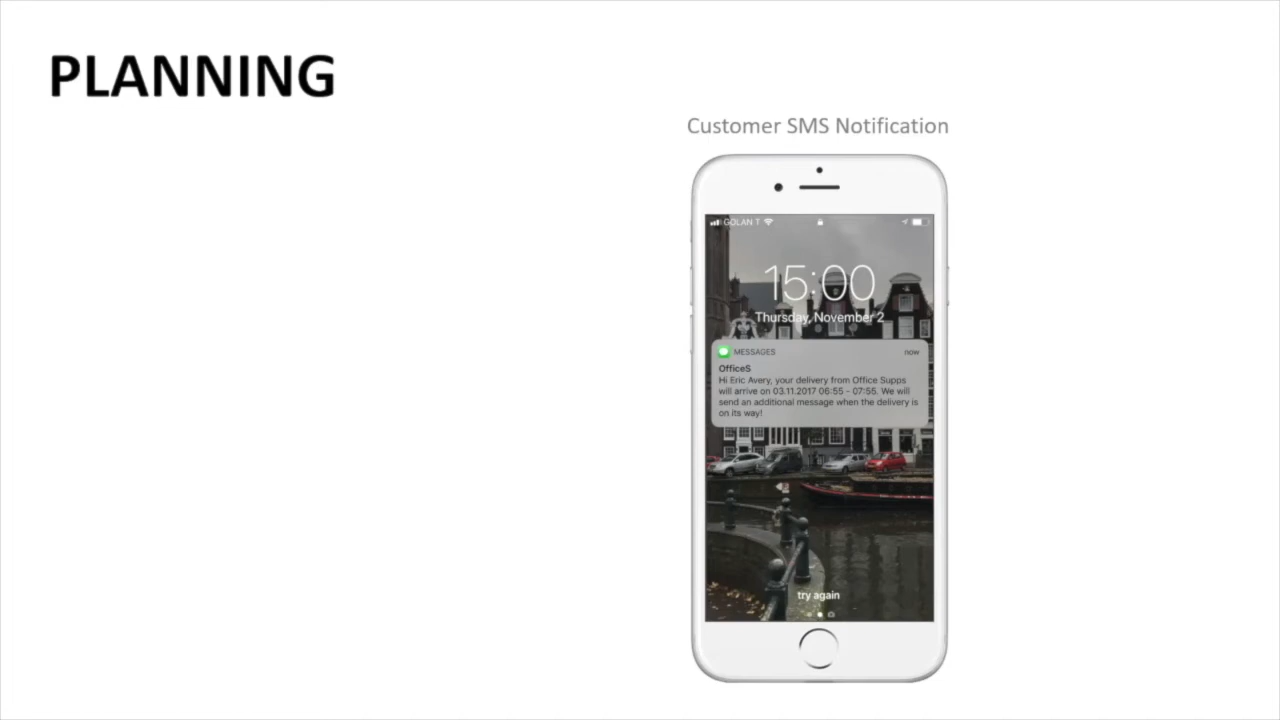 PLANNING
Customer SMS Notification
GOLAN T
15:00
Thursday, November 2
MESSAGES now
OfficeS
Hi Eric Avery, your delivery from Office Supps
will arrive on 03.11.2017 06:55 - 07:55. We will
send an additional message when the delivery is
on its way!
try again